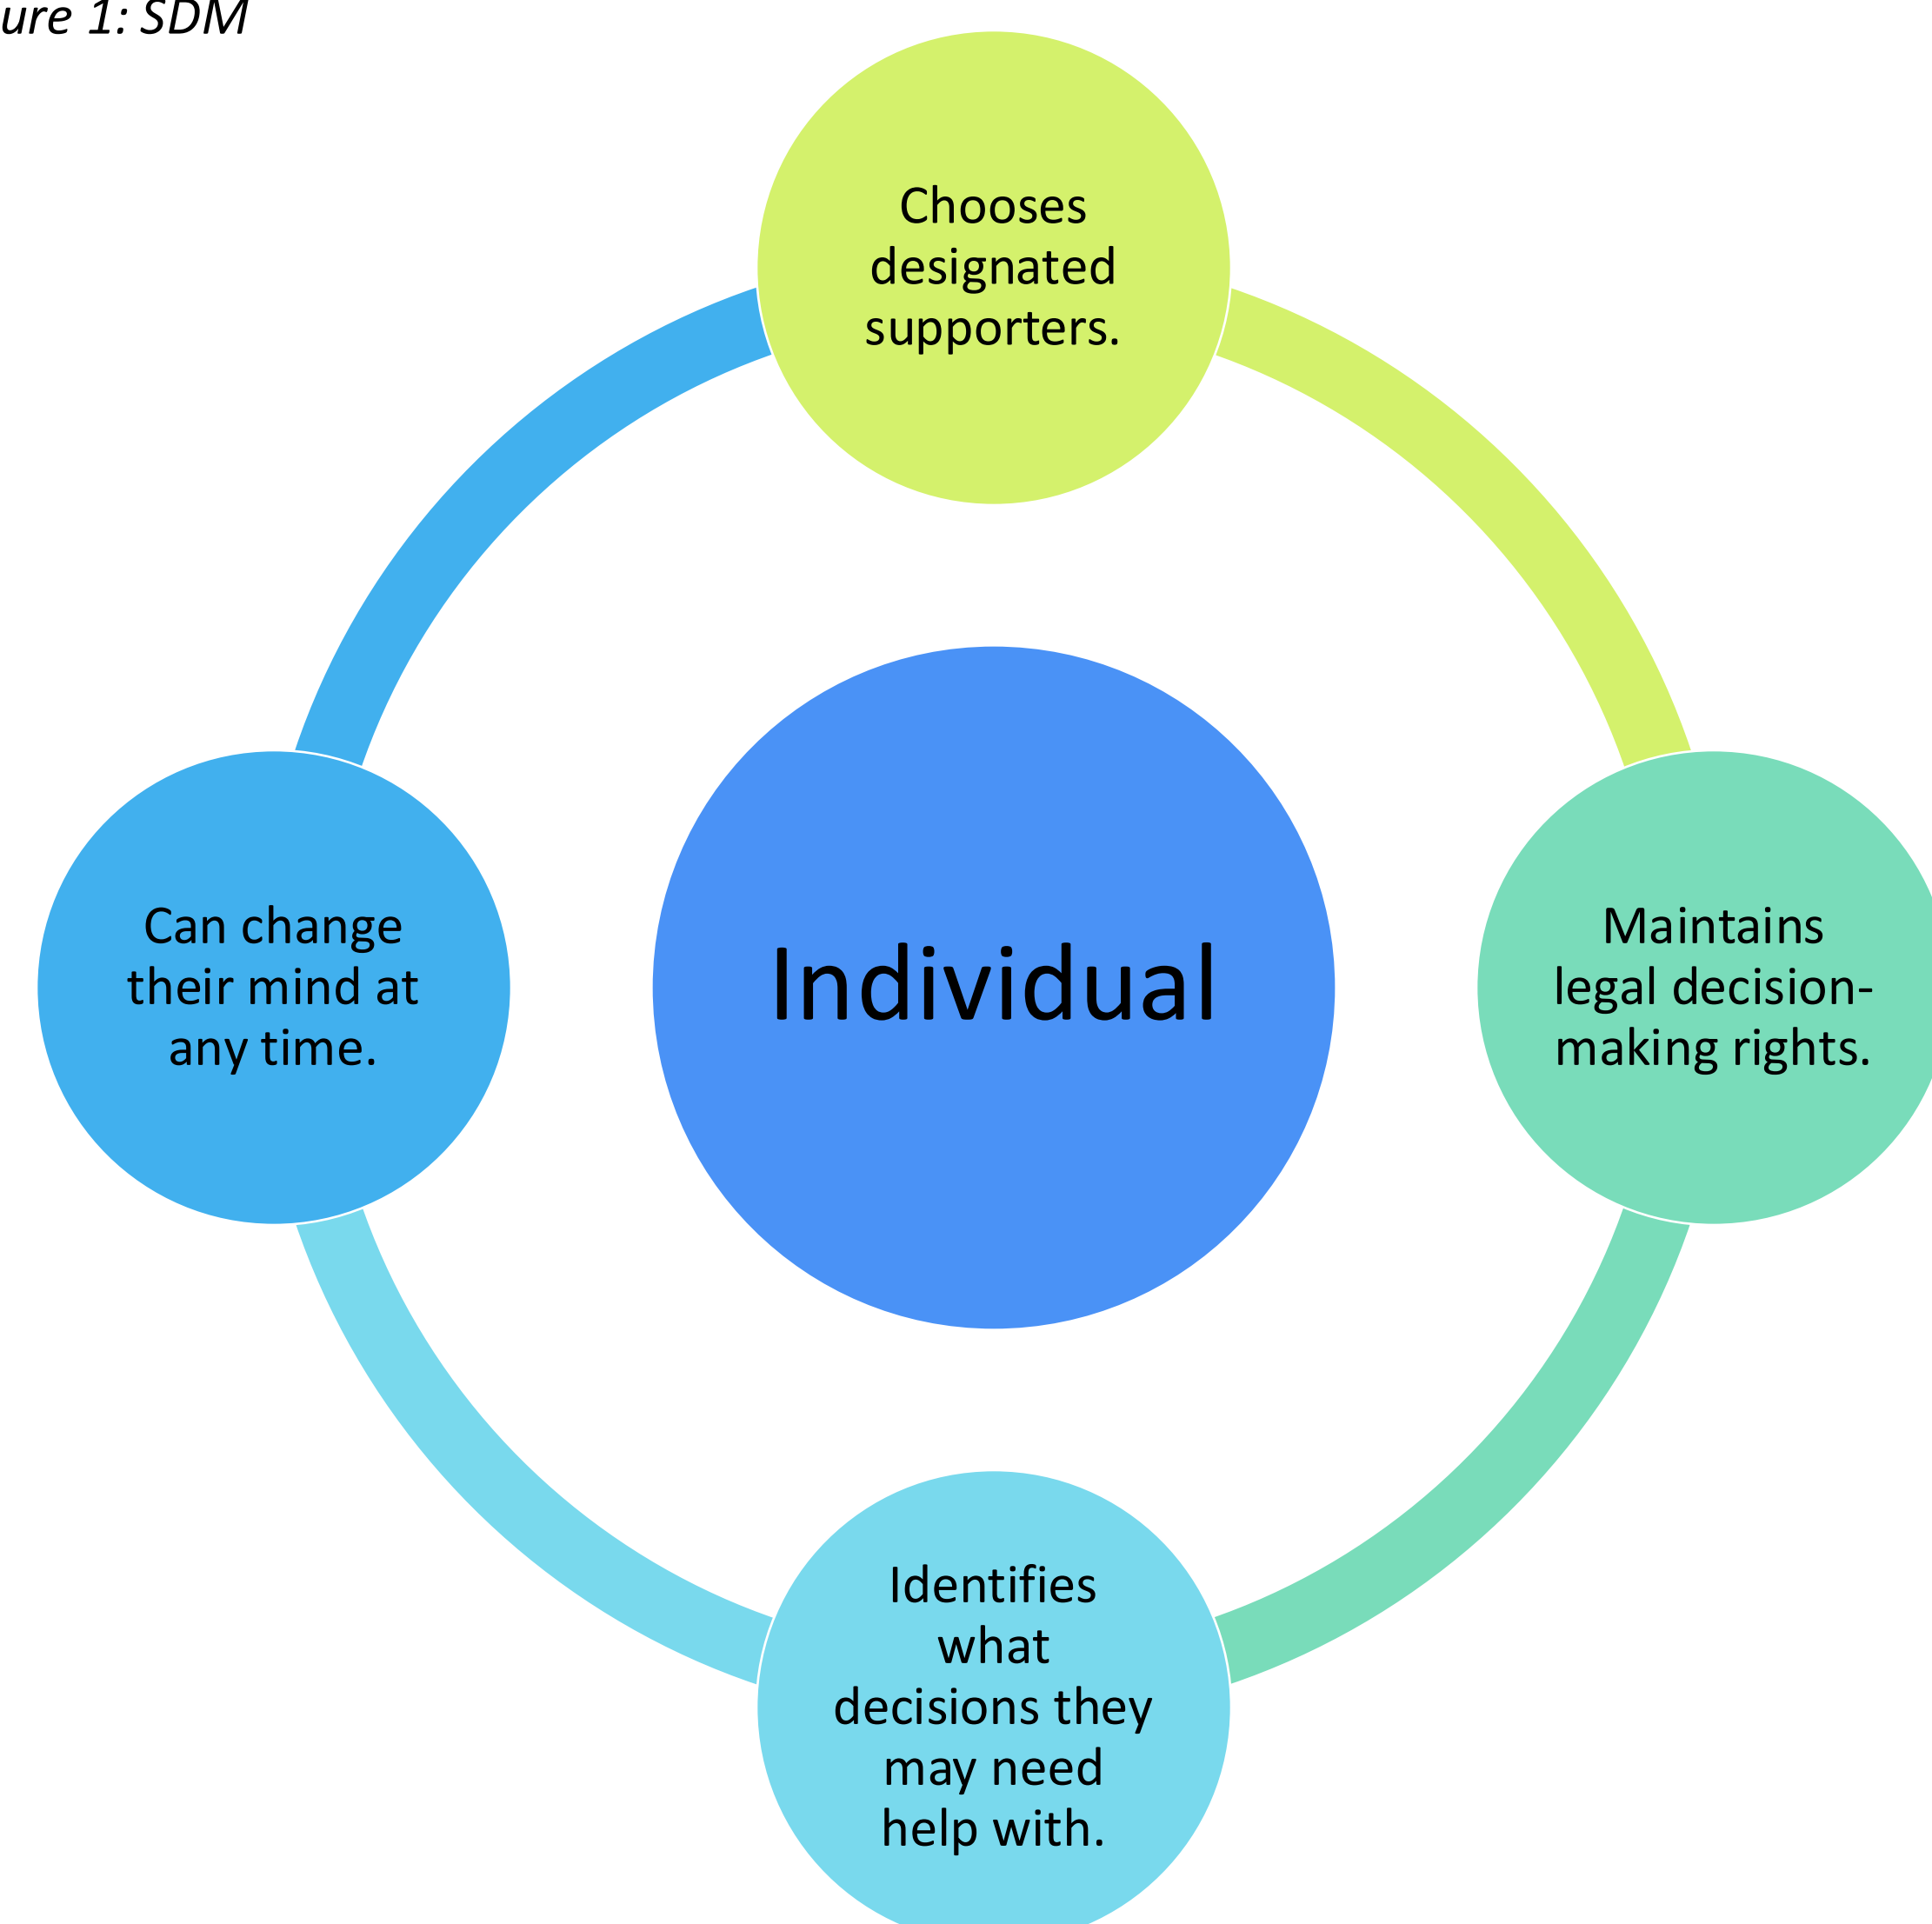 ure 1: SDM
Chooses
designated
supporters.
Can change
their mind at
any time.
Individual
Maintains
legal decision-
making rights.
Identifies
what
decisions they
may need
help with.